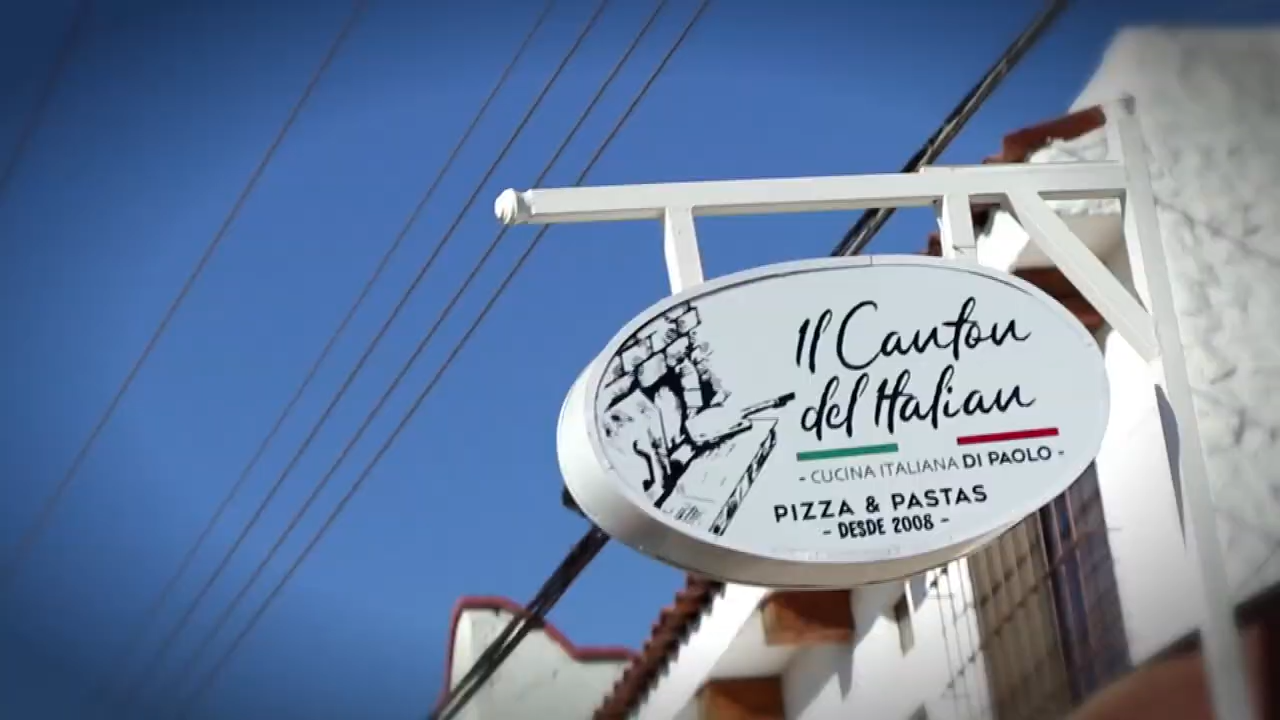 Il Canton
del Italian
- CUCINA ITALIANA DI PAOLO -
PIZZA & PASTAS
- DESDE 2008 -